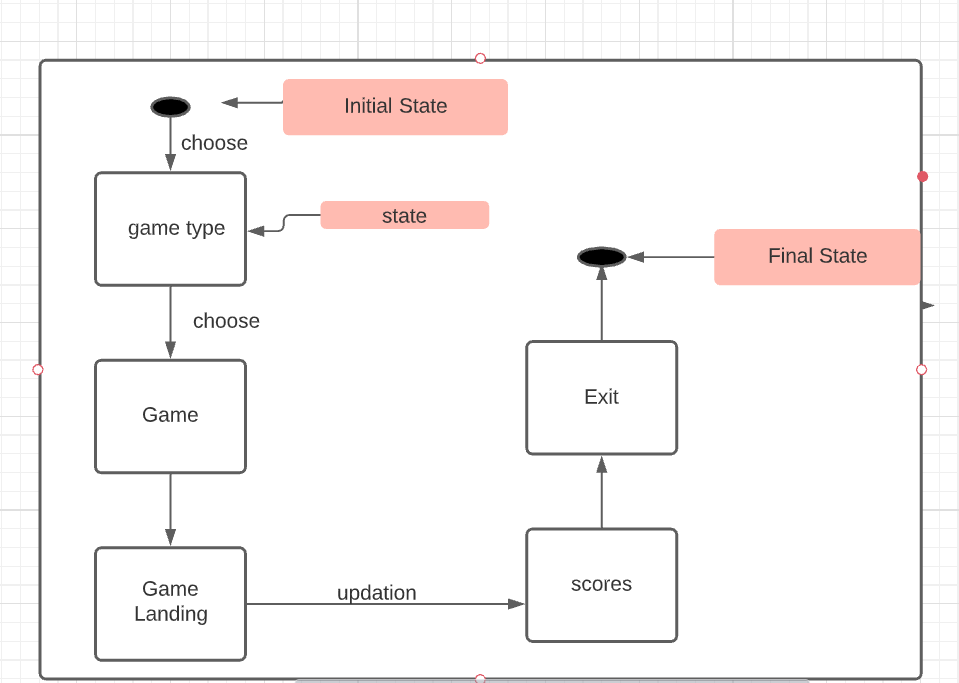 Initial State
choose
game type
state
choose
Game
Game
Landing
updation
scores
Exit
Final State